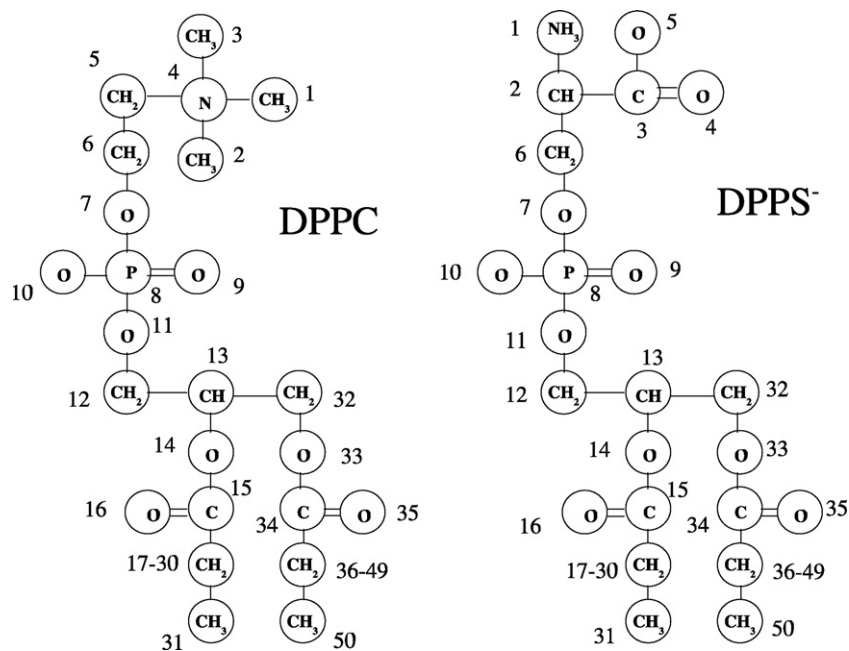 3 1 5
CH₃ NH₃ O
5 4
CH₂ N CH₃ 1 2 CH C O
3 4
6 CH₂ CH₃ 2 6 CH₂
7 O 7 O
DPPC DPPS⁻
O P O 10 O P O 9
10 8 9 8
O 11 11 O
13 13
12 CH₂ CH CH₂ 32 12 CH₂ CH CH₂ 32
14 O O 33 14 O O 33
15 15
16 O C C O 35 O C C O 35
34 16 34
17-30 CH₂ CH₂ 36-49 17-30 CH₂ CH₂ 36-49
CH₃ CH₃ CH₃ CH₃
31 50 31 50